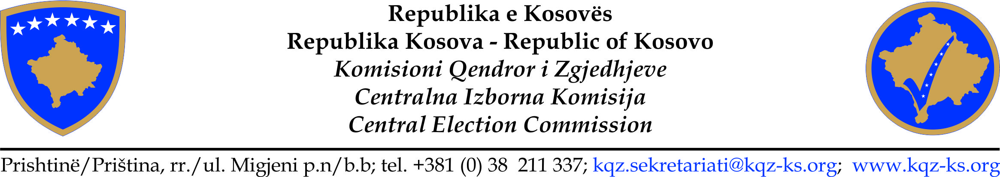 Republika e Kosovës
Republika Kosova - Republic of Kosovo
Komisioni Qendror i Zgjedhjeve
Centralna Izborna Komisija
Central Election Commission
Prishtinë/Priština, rr./ul. Migjeni p.n/b.b; tel. +381 (0) 38 211 337; kqz.sekretariati@kqz-ks.org; www.kqz-ks.org